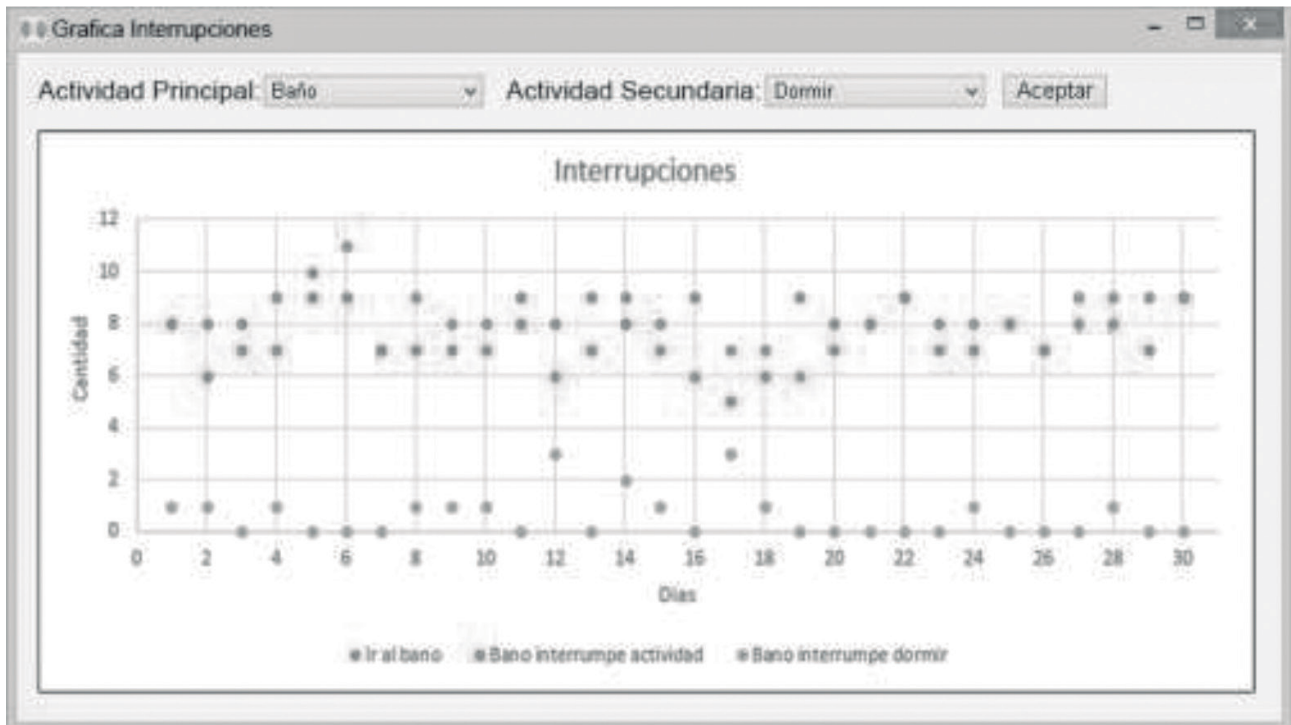 Grafica Interrupciones
Actividad Principal: Baño Actividad Secundaria: Dormir Aceptar
Interrupciones
12
10
8
6
4
2
0
Cantidad
0 2 4 6 8 10 12 14 16 18 20 22 24 26 28 30
Dias
Ir al bano Bano interrumpe actividad Bano interrumpe dormir